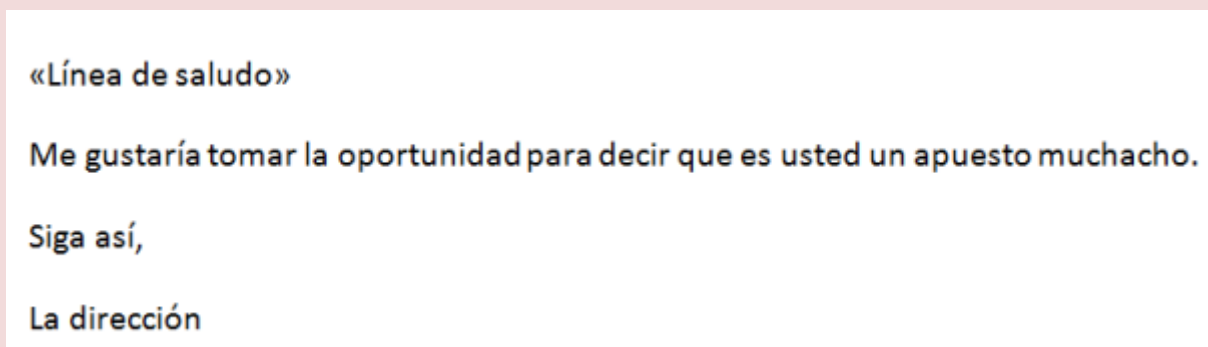 «Línea de saludo»
Me gustaría tomar la oportunidad para decir que es usted un apuesto muchacho.
Siga así,
La dirección